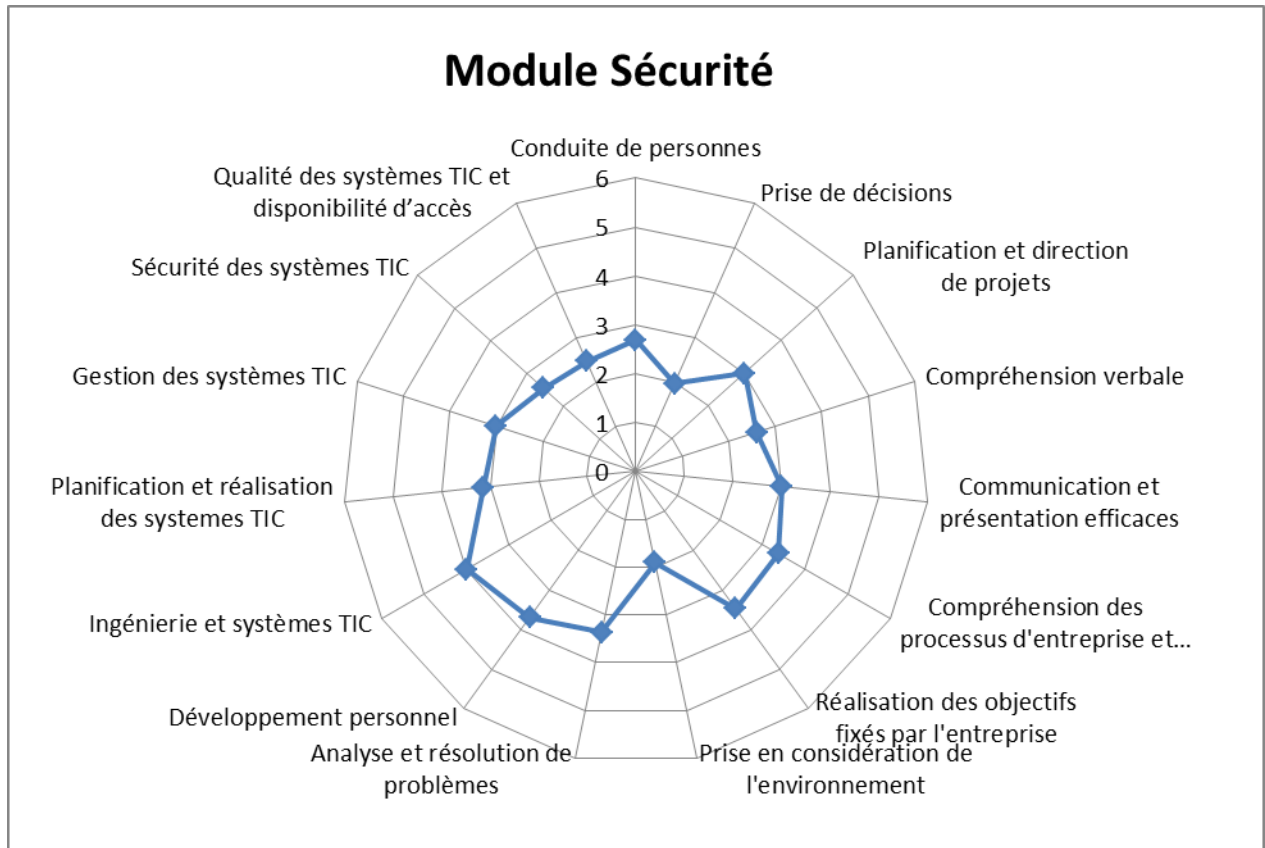 Module Sécurité
Conduite de personnes
Prise de décisions
Planification et direction
de projets
Compréhension verbale
Communication et
présentation efficaces
Compréhension des
processus d'entreprise et...
Réalisation des objectifs
fixés par l'entreprise
Prise en considération de
l'environnement
Analyse et résolution de
problèmes
Développement personnel
Ingénierie et systèmes TIC
Planification et réalisation
des systemes TIC
Gestion des systèmes TIC
Sécurité des systèmes TIC
Qualité des systèmes TIC et
disponibilité d’accès
6
5
4
3
2
1
0